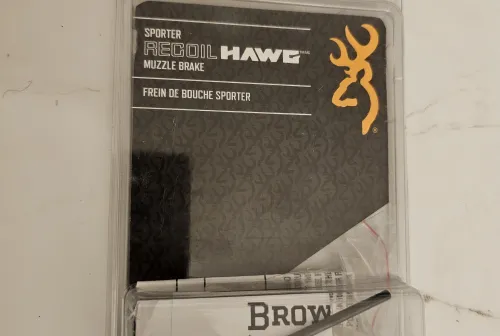 SPORTER
RECOIL HAWG
MUZZLE BRAKE
FREIN DE BOUCHE SPORTER
BROW